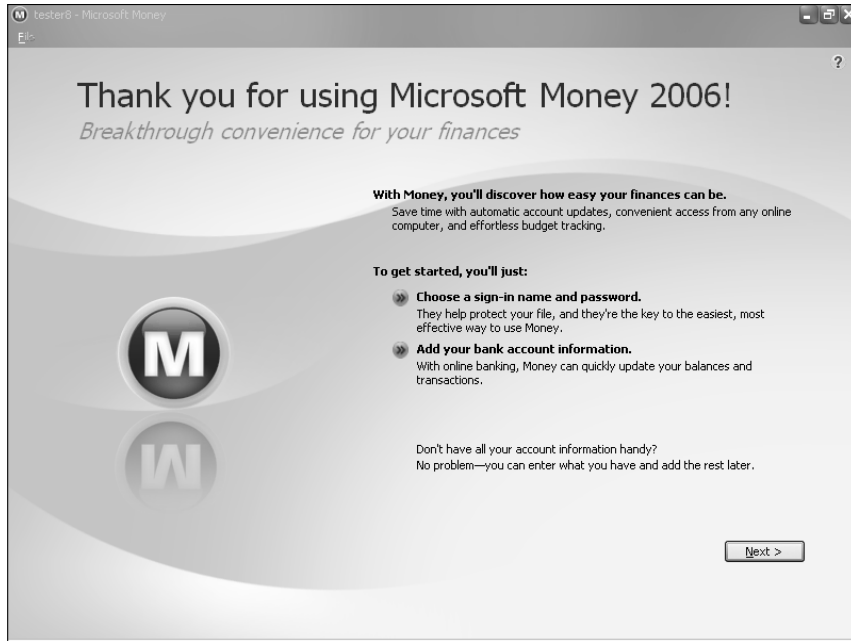 M tester8 - Microsoft Money
File
?
Thank you for using Microsoft Money 2006!
Breakthrough convenience for your finances
With Money, you'll discover how easy your finances can be.
Save time with automatic account updates, convenient access from any online
computer, and effortless budget tracking.
To get started, you'll just:
Choose a sign-in name and password.
They help protect your file, and they're the key to the easiest, most
effective way to use Money.
Add your bank account information.
With online banking, Money can quickly update your balances and
transactions.
M
Don't have all your account information handy?
No problem—you can enter what you have and add the rest later.
Next >